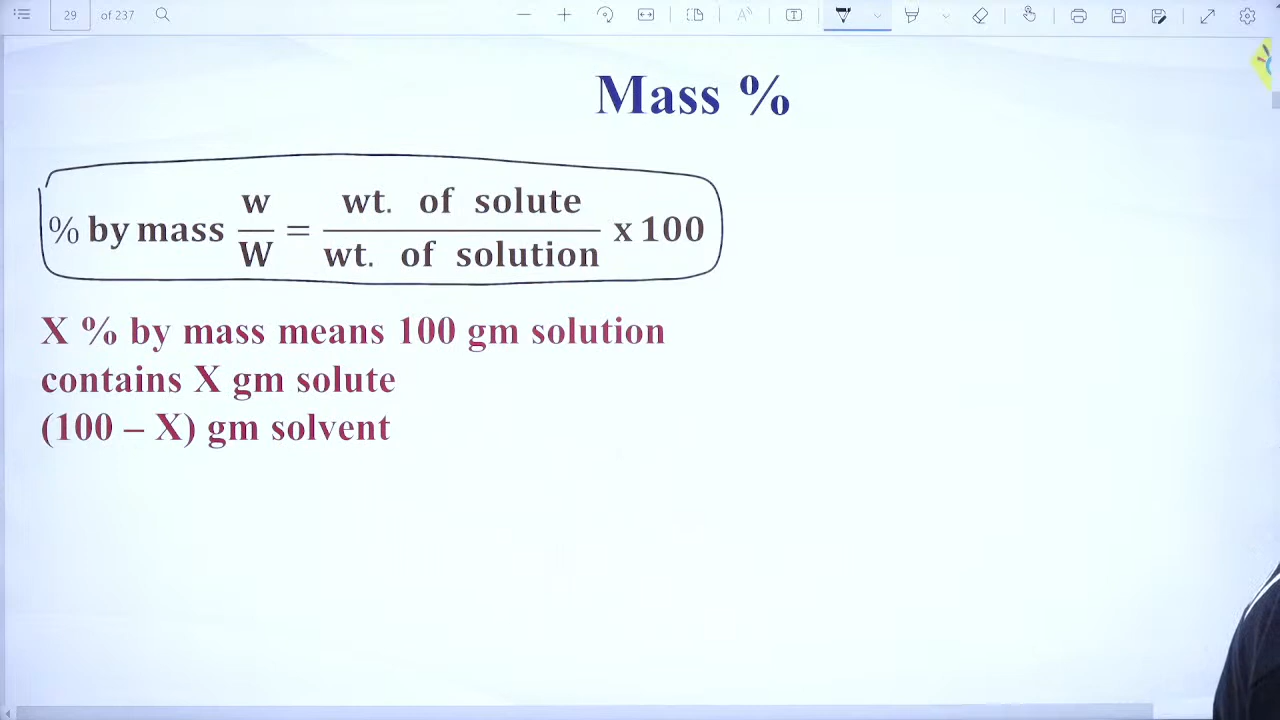 29 of 237
Mass %
% by mass w/W = wt. of solute / wt. of solution x 100
X % by mass means 100 gm solution
contains X gm solute
(100 – X) gm solvent